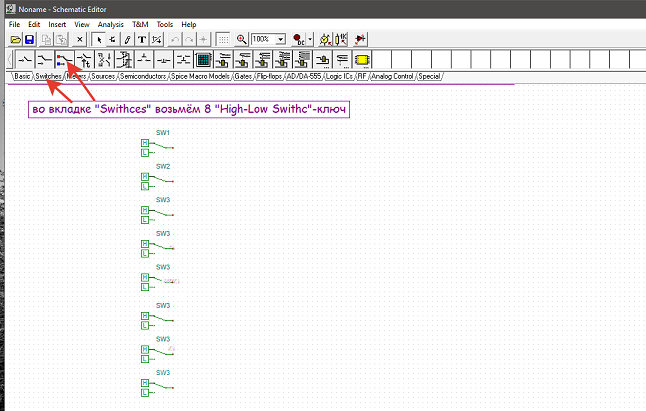 Noname - Schematic Editor
File Edit Insert View Analysis T&M Tools Help
100% DC
Basic Switches Meters Sources Semiconductors Spice Macro Models Gates Flip-flops AD/DA-555 Logic ICs RF Analog Control Special
во вкладке "Swithces" возьмём 8 "High-Low Swithc"-ключ
SW1
H
L
SW2
H
L
SW3
H
L
SW3
H
L
SW3
H
L
SW3
H
L
SW3
H
L
SW3
H
L